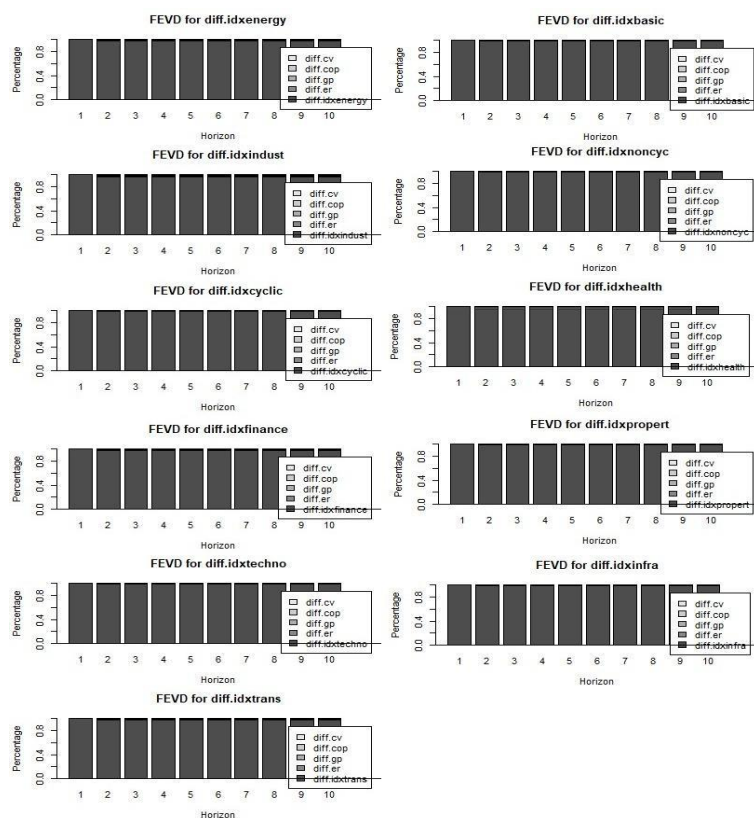 FEVD for diff.idxenergy
Percentage
0.0 0.4 0.8
diff.cv
diff.cop
diff.gp
diff.er
diff.idxenergy
1 2 3 4 5 6 7 8 9 10
Horizon
FEVD for diff.idxbasic
Percentage
0.0 0.4 0.8
diff.cv
diff.cop
diff.gp
diff.er
diff.idxbasic
1 2 3 4 5 6 7 8 9 10
Horizon
FEVD for diff.idxindust
Percentage
0.0 0.4 0.8
diff.cv
diff.cop
diff.gp
diff.er
diff.idxindust
1 2 3 4 5 6 7 8 9 10
Horizon
FEVD for diff.idxnoncyc
Percentage
0.0 0.4 0.8
diff.cv
diff.cop
diff.gp
diff.er
diff.idxnoncyc
1 2 3 4 5 6 7 8 9 10
Horizon
FEVD for diff.idxcyclic
Percentage
0.0 0.4 0.8
diff.cv
diff.cop
diff.gp
diff.er
diff.idxcyclic
1 2 3 4 5 6 7 8 9 10
Horizon
FEVD for diff.idxhealth
Percentage
0.0 0.4 0.8
diff.cv
diff.cop
diff.gp
diff.er
diff.idxhealth
1 2 3 4 5 6 7 8 9 10
Horizon
FEVD for diff.idxfinance
Percentage
0.0 0.4 0.8
diff.cv
diff.cop
diff.gp
diff.er
diff.idxfinance
1 2 3 4 5 6 7 8 9 10
Horizon
FEVD for diff.idxpropert
Percentage
0.0 0.4 0.8
diff.cv
diff.cop
diff.gp
diff.er
diff.idxpropert
1 2 3 4 5 6 7 8 9 10
Horizon
FEVD for diff.idxtechno
Percentage
0.0 0.4 0.8
diff.cv
diff.cop
diff.gp
diff.er
diff.idxtechno
1 2 3 4 5 6 7 8 9 10
Horizon
FEVD for diff.idxinfra
Percentage
0.0 0.4 0.8
diff.cv
diff.cop
diff.gp
diff.er
diff.idxinfra
1 2 3 4 5 6 7 8 9 10
Horizon
FEVD for diff.idxtrans
Percentage
0.0 0.4 0.8
diff.cv
diff.cop
diff.gp
diff.er
diff.idxtrans
1 2 3 4 5 6 7 8 9 10
Horizon